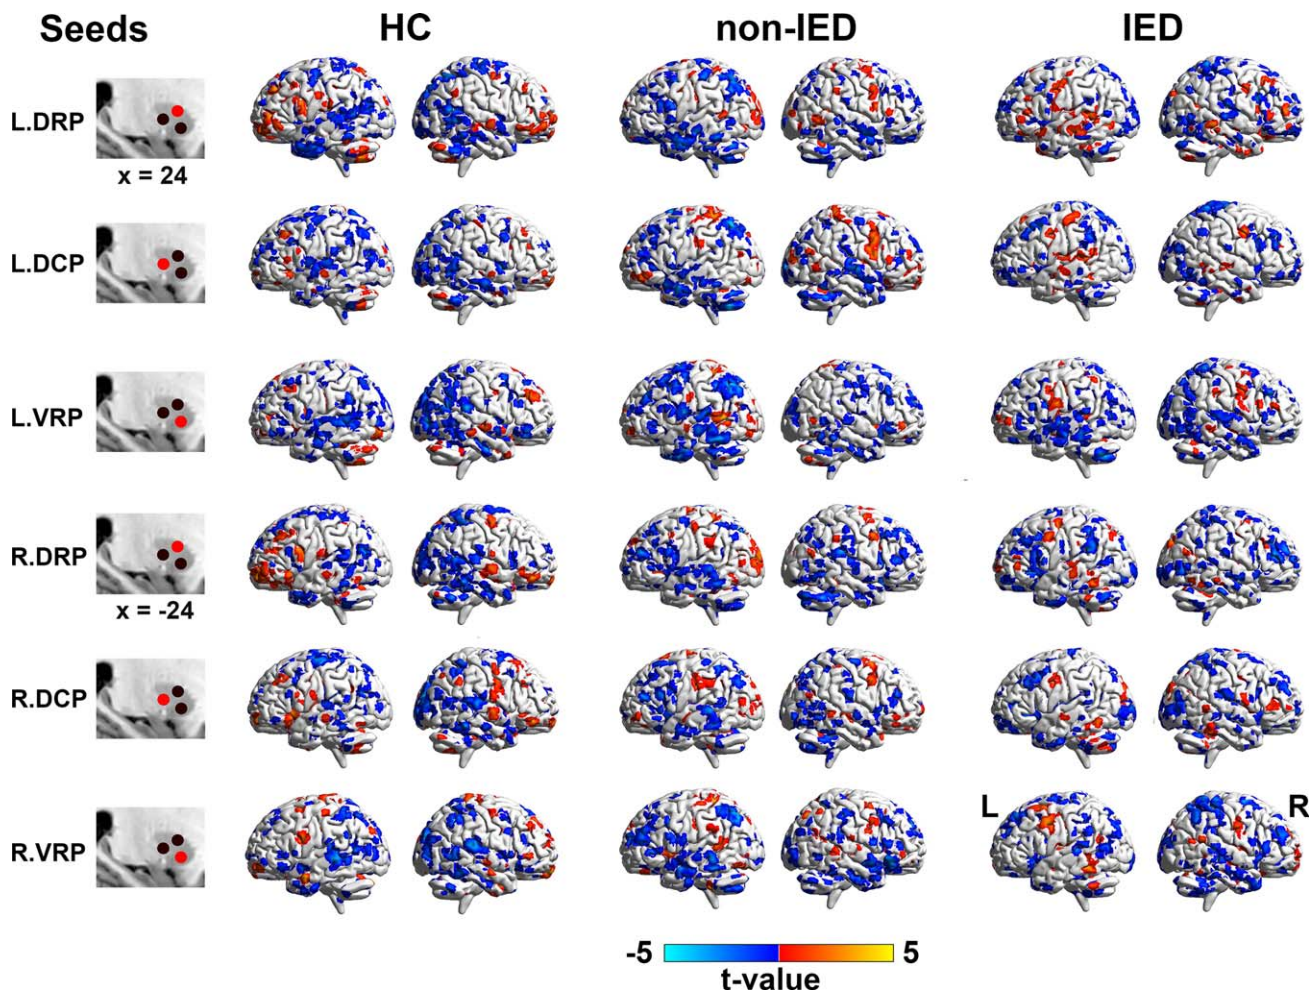 Seeds HC non-IED IED
L.DRP
x = 24
L.DCP
L.VRP
R.DRP
x = -24
R.DCP
L R
R.VRP
-5 5
t-value